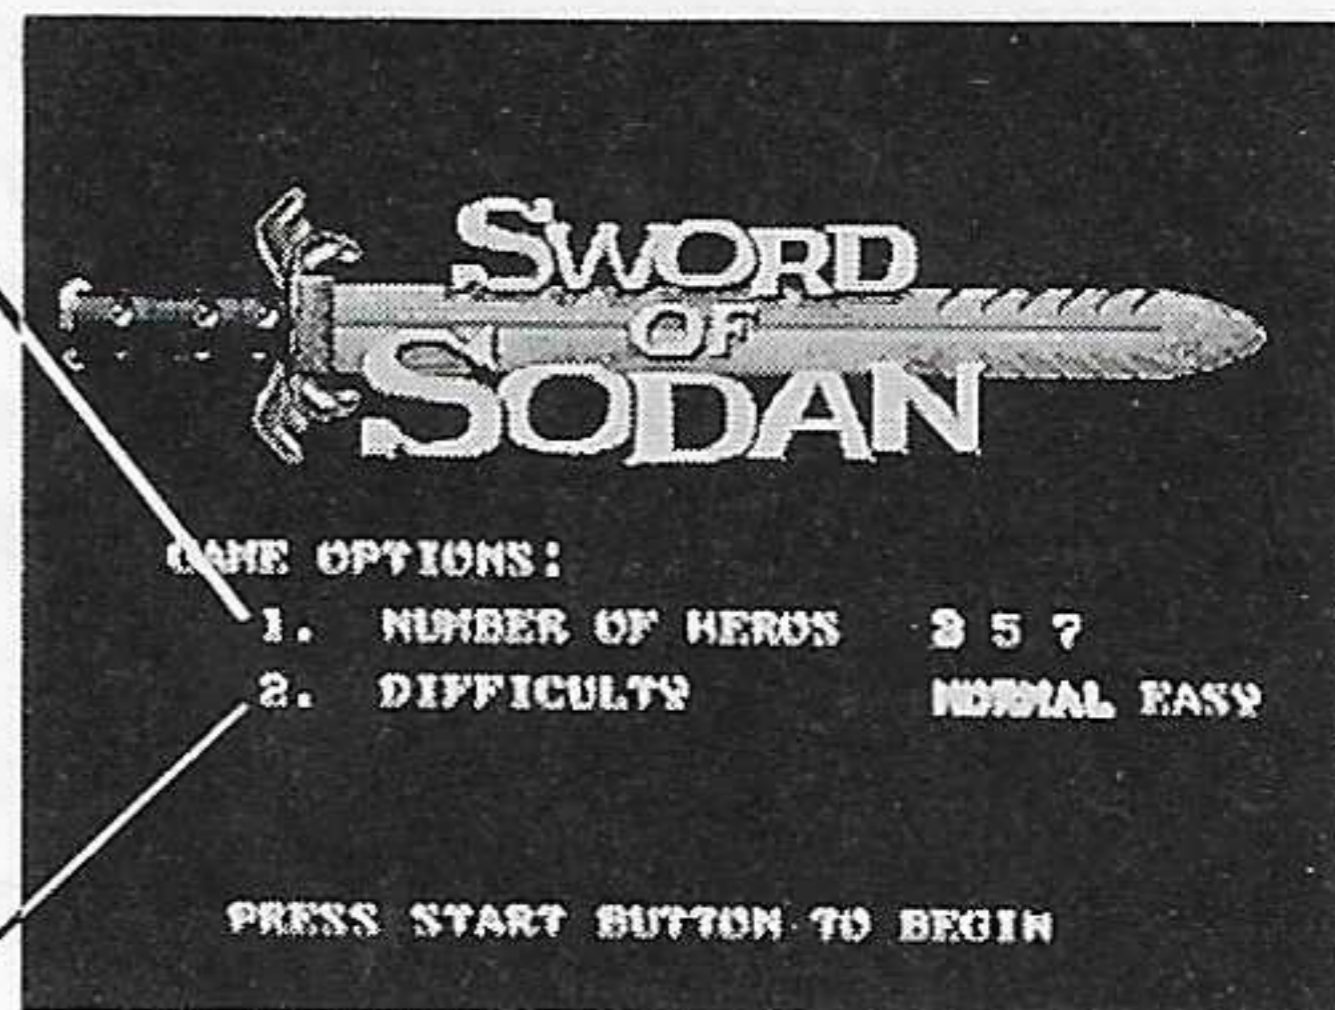 SWORD
OF
SODAN
GAME OPTIONS:
1. NUMBER OF HEROS 3 5 7
2. DIFFICULTY NORMAL EASY
PRESS START BUTTON TO BEGIN